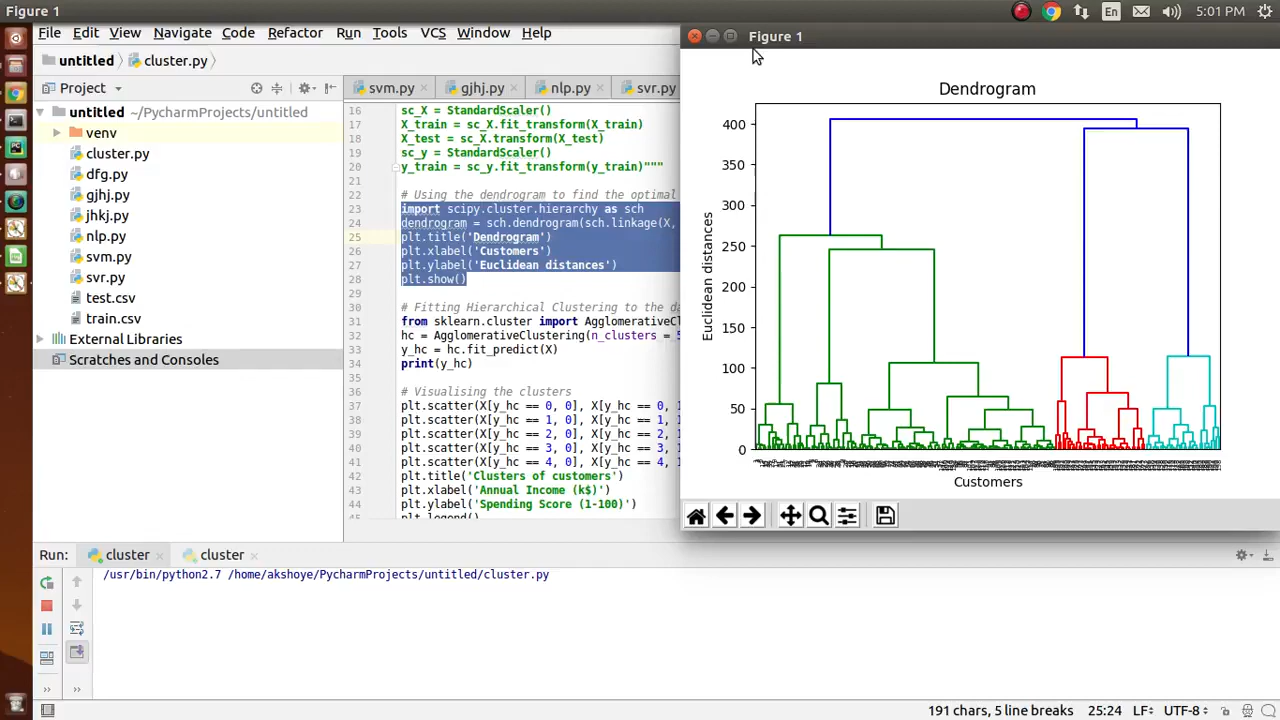 Figure 1
En
5:01 PM
File Edit View Navigate Code Refactor Run Tools VCS Window Help
untitled
cluster.py
Project
svm.py
gjhj.py
nlp.py
svr.py
untitled ~/PycharmProjects/untitled
venv
cluster.py
dfg.py
gjhj.py
jhkj.py
nlp.py
svm.py
svr.py
test.csv
train.csv
External Libraries
Scratches and Consoles
16 sc_X = StandardScaler()
17 X_train = sc_X.fit_transform(X_train)
18 X_test = sc_X.transform(X_test)
19 sc_y = StandardScaler()
20 y_train = sc_y.fit_transform(y_train)"""
21
22 # Using the dendrogram to find the optimal
23 import scipy.cluster.hierarchy as sch
24 dendrogram = sch.dendrogram(sch.linkage(X,
25 plt.title('Dendrogram')
26 plt.xlabel('Customers')
27 plt.ylabel('Euclidean distances')
28 plt.show()
29
30 # Fitting Hierarchical Clustering to the da
31 from sklearn.cluster import AgglomerativeCl
32 hc = AgglomerativeClustering(n_clusters = 5
33 y_hc = hc.fit_predict(X)
34 print(y_hc)
35
36 # Visualising the clusters
37 plt.scatter(X[y_hc == 0, 0], X[y_hc == 0, 1
38 plt.scatter(X[y_hc == 1, 0], X[y_hc == 1, 1
39 plt.scatter(X[y_hc == 2, 0], X[y_hc == 2, 1
40 plt.scatter(X[y_hc == 3, 0], X[y_hc == 3, 1
41 plt.scatter(X[y_hc == 4, 0], X[y_hc == 4, 1
42 plt.title('Clusters of customers')
43 plt.xlabel('Annual Income (k$)')
44 plt.ylabel('Spending Score (1-100)')
45 plt.legend()
Figure 1
Dendrogram
400
350
300
250
200
150
100
50
0
Euclidean distances
Customers
Run: cluster cluster
/usr/bin/python2.7 /home/akshoye/PycharmProjects/untitled/cluster.py
191 chars, 5 line breaks 25:24 LF UTF-8